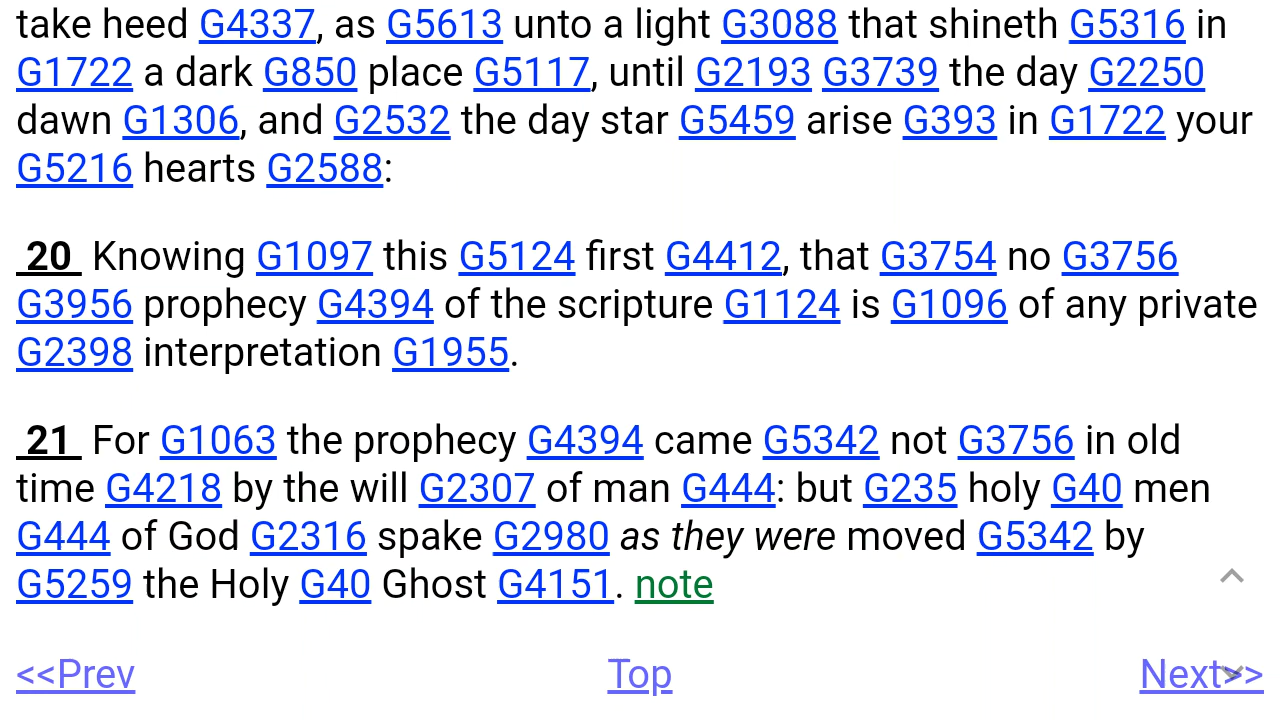 take heed G4337, as G5613 unto a light G3088 that shineth G5316 in
G1722 a dark G850 place G5117, until G2193 G3739 the day G2250
dawn G1306, and G2532 the day star G5459 arise G393 in G1722 your
G5216 hearts G2588:
20 Knowing G1097 this G5124 first G4412, that G3754 no G3756
G3956 prophecy G4394 of the scripture G1124 is G1096 of any private
G2398 interpretation G1955.
21 For G1063 the prophecy G4394 came G5342 not G3756 in old
time G4218 by the will G2307 of man G444: but G235 holy G40 men
G444 of God G2316 spake G2980 as they were moved G5342 by
G5259 the Holy G40 Ghost G4151. note
<<Prev Top Next>>